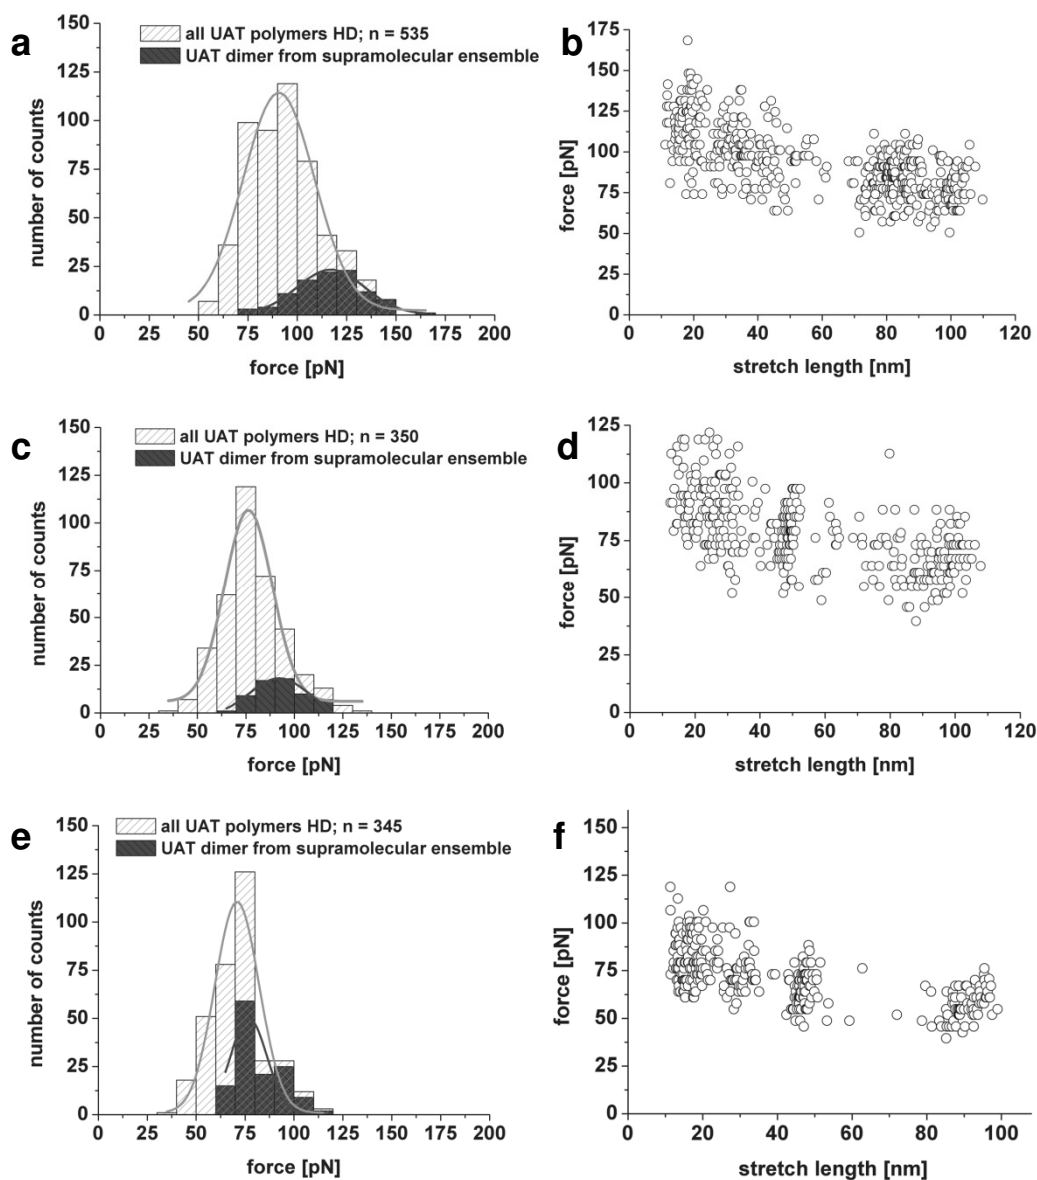 a
150
125
100
75
50
25
0
number of counts
all UAT polymers HD; n = 535
UAT dimer from supramolecular ensemble
0 25 50 75 100 125 150 175 200
force [pN]
b
175
150
125
100
75
50
25
0
force [pN]
0 20 40 60 80 100 120
stretch length [nm]
c
150
125
100
75
50
25
0
number of counts
all UAT polymers HD; n = 350
UAT dimer from supramolecular ensemble
0 25 50 75 100 125 150 175 200
force [pN]
d
125
100
75
50
25
0
force [pN]
0 20 40 60 80 100 120
stretch length [nm]
e
150
125
100
75
50
25
0
number of counts
all UAT polymers HD; n = 345
UAT dimer from supramolecular ensemble
0 25 50 75 100 125 150 175 200
force [pN]
f
150
125
100
75
50
25
0
force [pN]
0 20 40 60 80 100
stretch length [nm]